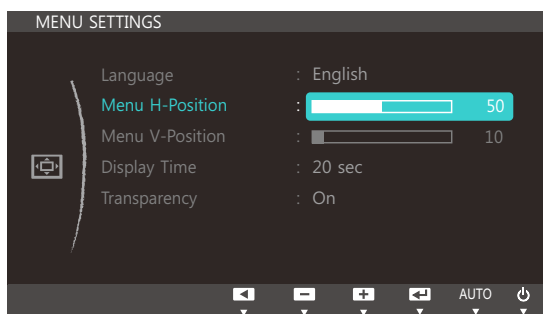 MENU SETTINGS
Language : English
Menu H-Position : 50
Menu V-Position : 10
Display Time : 20 sec
Transparency : On
AUTO